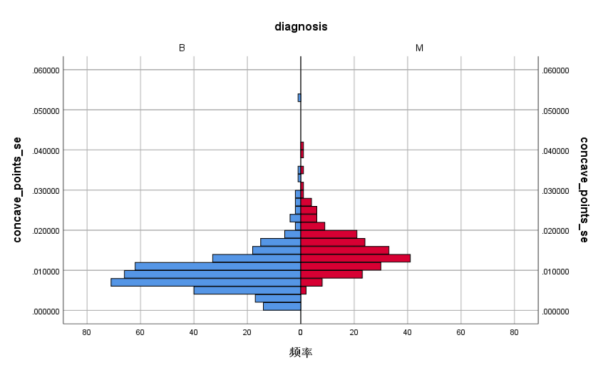 diagnosis
B M
.060000 .060000
.050000 .050000
.040000 .040000
.030000 .030000
.020000 .020000
.010000 .010000
.000000 .000000
concave_points_se
concave_points_se
80 60 40 20 0 20 40 60 80
频率